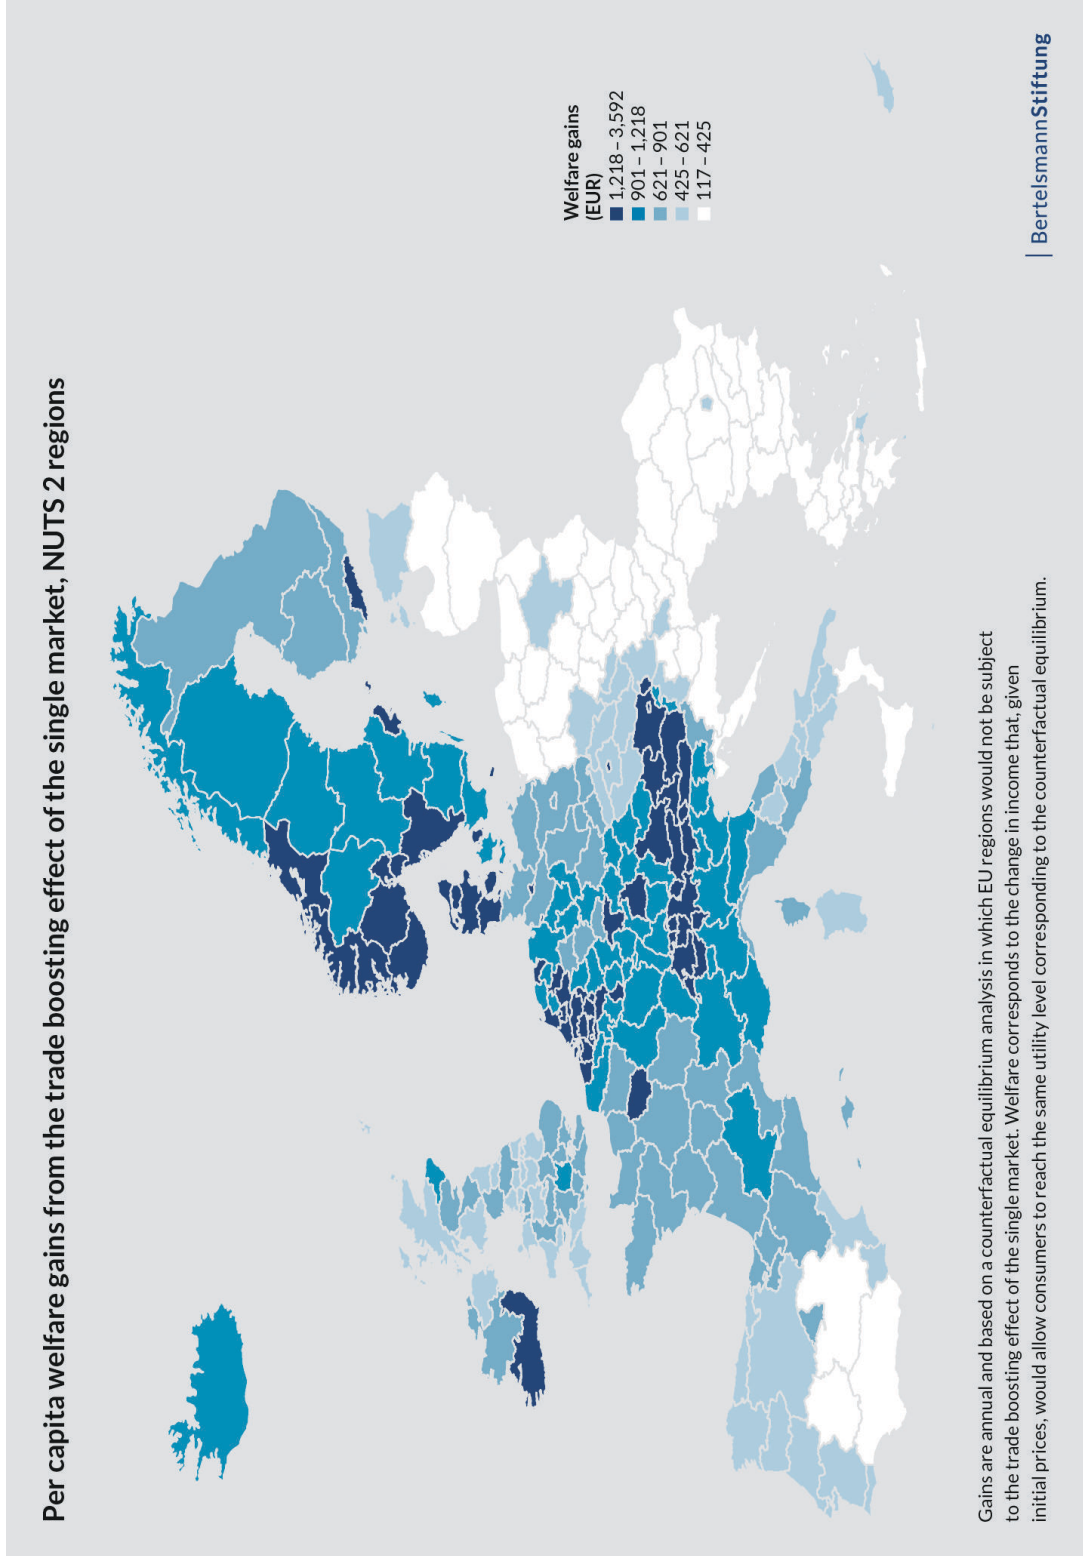 Per capita welfare gains from the trade boosting effect of the single market, NUTS 2 regions
Welfare gains
(EUR)
1,218 – 3,592
901 – 1,218
621 – 901
425 – 621
117 – 425
Gains are annual and based on a counterfactual equilibrium analysis in which EU regions would not be subject
to the trade boosting effect of the single market. Welfare corresponds to the change in income that, given
initial prices, would allow consumers to reach the same utility level corresponding to the counterfactual equilibrium.
| BertelsmannStiftung